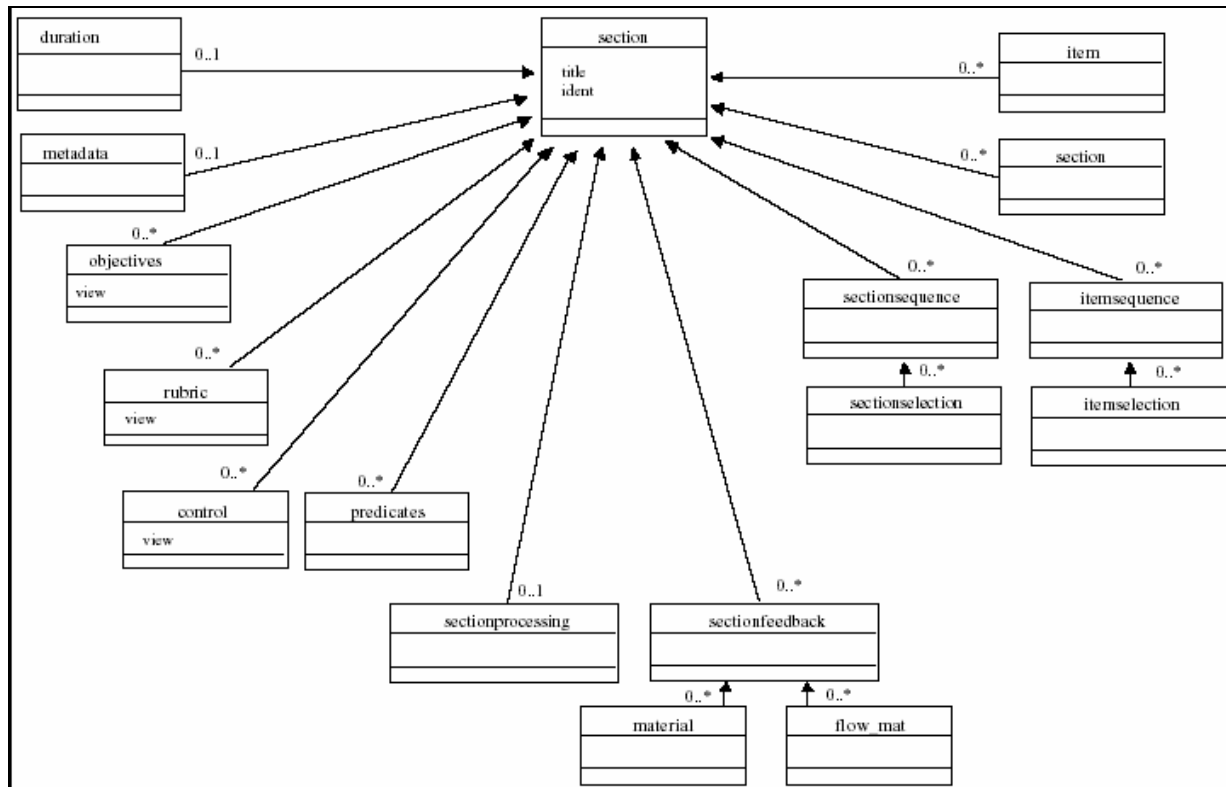 duration
0..1
section
title
ident
item
0..*
metadata
0..1
section
0..*
objectives
view
0..*
sectionsequence
0..*
itemsequence
0..*
rubric
view
0..*
sectionselection
0..*
itemselection
0..*
control
view
0..*
predicates
0..*
sectionprocessing
0..1
sectionfeedback
0..*
material
0..*
flow_mat
0..*